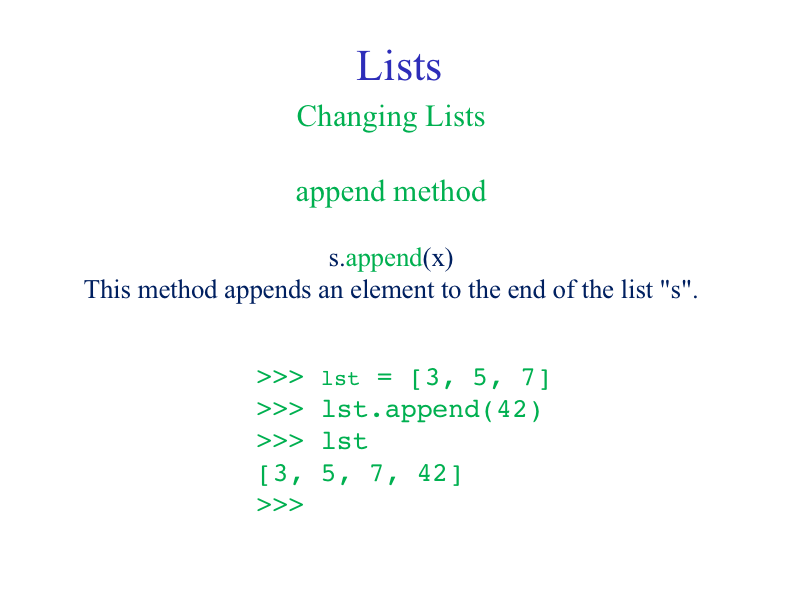 Lists
Changing Lists
append method
s.append(x)
This method appends an element to the end of the list "s".
>>> lst = [3, 5, 7]
>>> lst.append(42)
>>> lst
[3, 5, 7, 42]
>>>